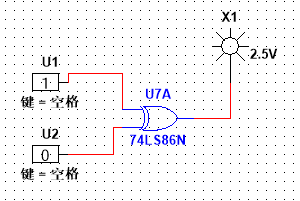 X1
2.5V
U1
1
键 = 空格
U7A
74LS86N
U2
0
键 = 空格